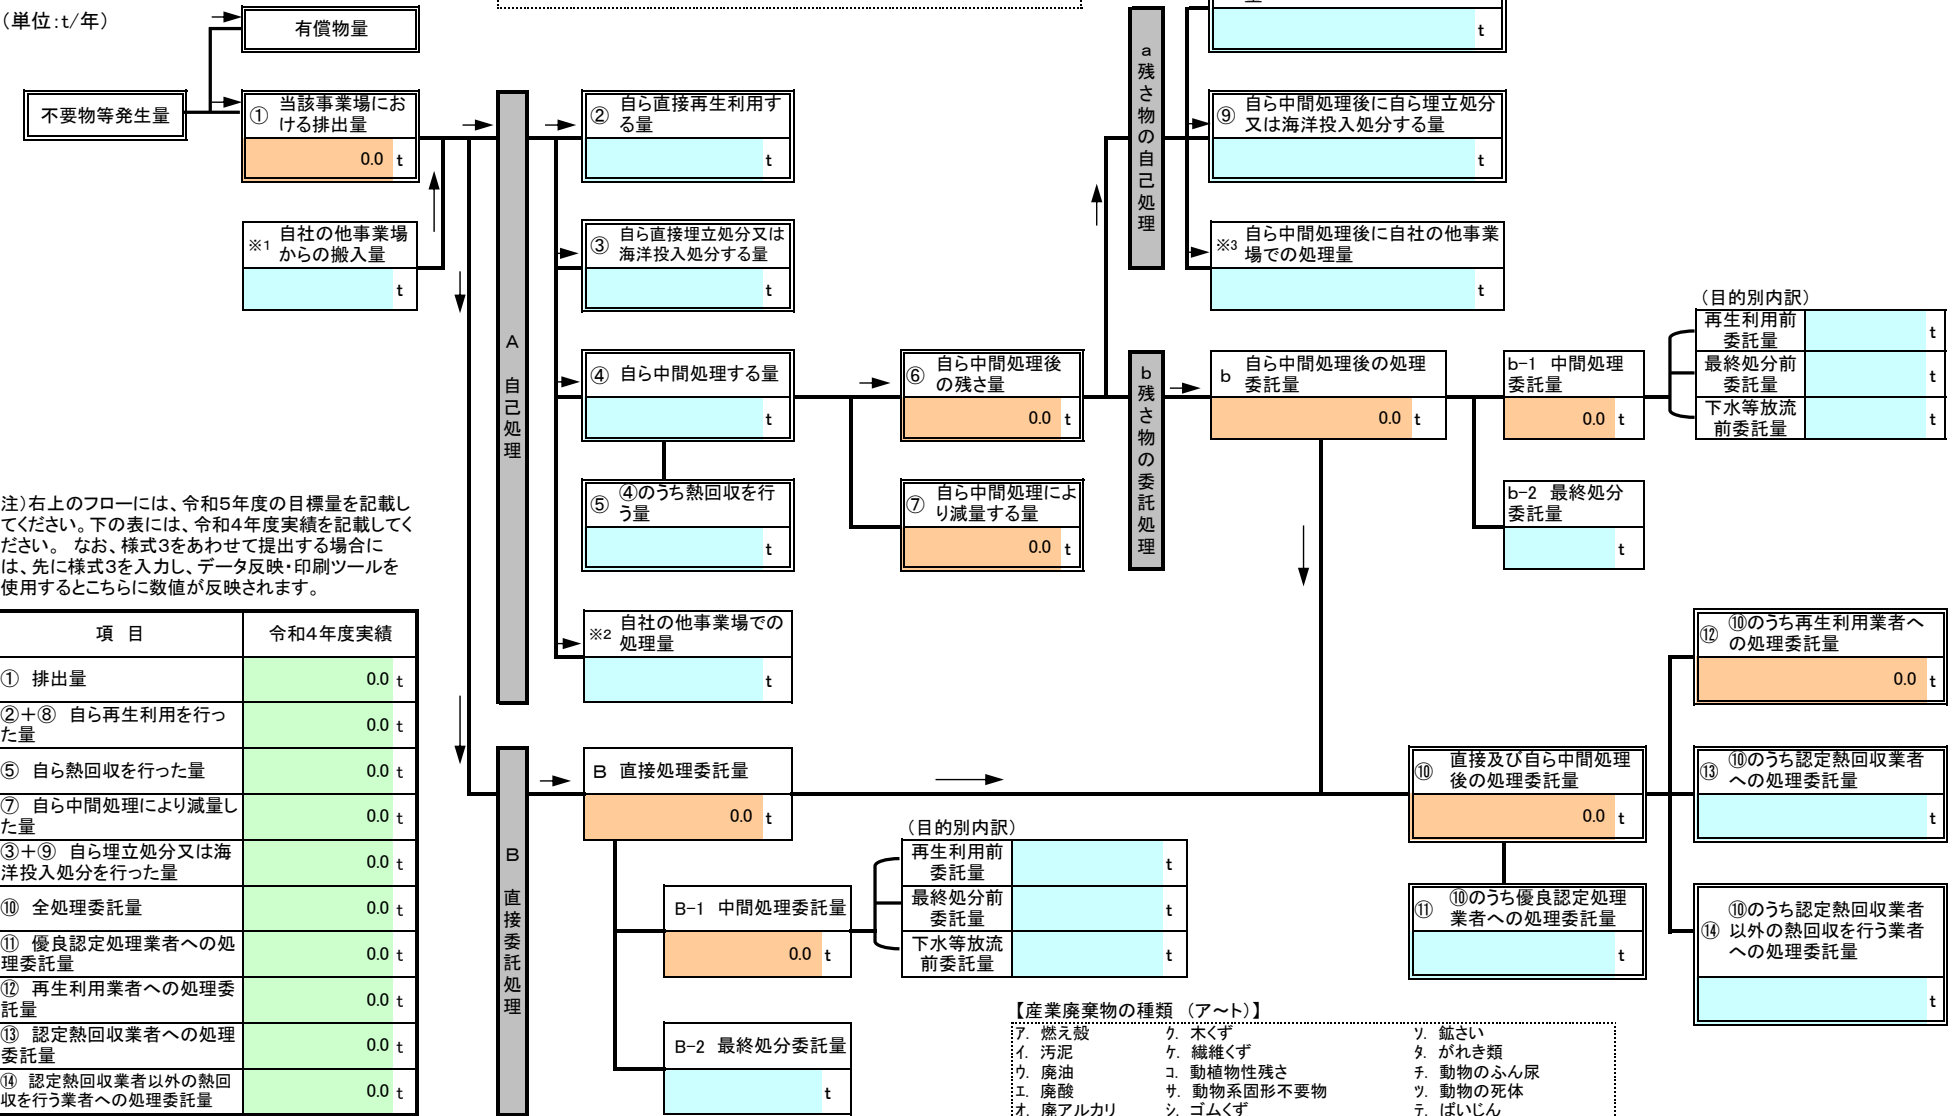 (単位:t/年)
有償物量
不要物等発生量
① 当該事業場にお
ける排出量
0.0 t
※1 自社の他事業場
からの搬入量
t
A 自己処理
② 自ら直接再生利用す
る量
t
③ 自ら直接埋立処分又は
海洋投入処分する量
t
④ 自ら中間処理する量
t
⑤ ④のうち熱回収を行
う量
t
※2 自社の他事業場での
処理量
t
⑥ 自ら中間処理後
の残さ量
0.0 t
⑦ 自ら中間処理によ
り減量する量
0.0 t
a 残さ物の自己処理
t
⑨ 自ら中間処理後に自ら埋立処分
又は海洋投入処分する量
t
※3 自ら中間処理後に自社の他事業
場での処理量
t
b 残さ物の委託処理
b 自ら中間処理後の処理
委託量
0.0 t
b-1 中間処理
委託量
0.0 t
(目的別内訳)
再生利用前
委託量
t
最終処分前
委託量
t
下水等放流
前委託量
t
b-2 最終処分
委託量
t
注)右上のフローには、令和5年度の目標量を記載し
てください。下の表には、令和4年度実績を記載してく
ださい。 なお、様式3をあわせて提出する場合に
は、先に様式3を入力し、データ反映・印刷ツールを
使用するとこちらに数値が反映されます。
項 目 令和4年度実績
① 排出量 0.0 t
②+⑧ 自ら再生利用を行っ
た量 0.0 t
⑤ 自ら熱回収を行った量 0.0 t
⑦ 自ら中間処理により減量し
た量 0.0 t
③+⑨ 自ら埋立処分又は海
洋投入処分を行った量 0.0 t
⑩ 全処理委託量 0.0 t
⑪ 優良認定処理業者への処
理委託量 0.0 t
⑫ 再生利用業者への処理委
託量 0.0 t
⑬ 認定熱回収業者への処理
委託量 0.0 t
⑭ 認定熱回収業者以外の熱回
収を行う業者への処理委託量 0.0 t
B 直接委託処理
B 直接処理委託量
0.0 t
B-1 中間処理委託量
0.0 t
(目的別内訳)
再生利用前
委託量
t
最終処分前
委託量
t
下水等放流
前委託量
t
B-2 最終処分委託量
t
⑩ 直接及び自ら中間処理
後の処理委託量
0.0 t
⑪ ⑩のうち優良認定処理
業者への処理委託量
t
⑫ ⑩のうち再生利用業者へ
の処理委託量
0.0 t
⑬ ⑩のうち認定熱回収業者
への処理委託量
t
⑭ ⑩のうち認定熱回収業者
以外の熱回収を行う業者
への処理委託量
t
【産業廃棄物の種類 (ア～ト)】
ア. 燃え殻 ク. 木くず ソ. 鉱さい
イ. 汚泥 ケ. 繊維くず タ. がれき類
ウ. 廃油 コ. 動植物性残さ チ. 動物のふん尿
エ. 廃酸 サ. 動物系固形不要物 ツ. 動物の死体
オ. 廃アルカリ シ. ゴムくず テ. ばいじん